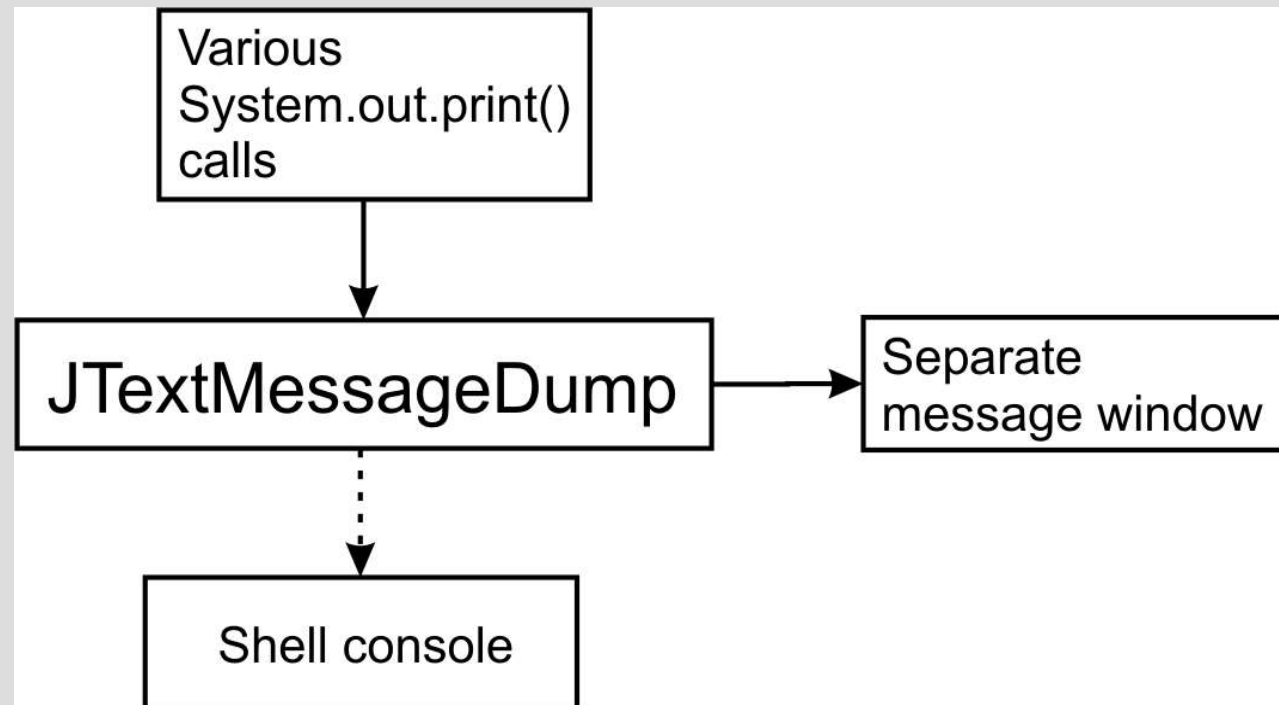 Various
System.out.print()
calls
JTextMessageDump
Separate
message window
Shell console